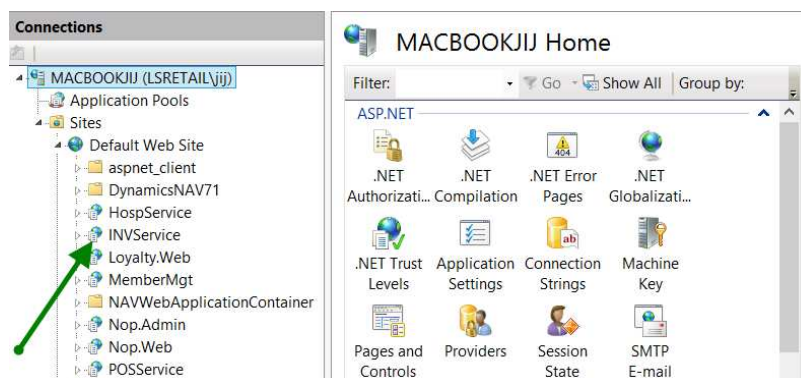 Connections
MACBOOKJIJ (LSRETAIL\jij)
Application Pools
Sites
Default Web Site
aspnet_client
DynamicsNAV71
HospService
INVService
Loyalty.Web
MemberMgt
NAVWebApplicationContainer
Nop.Admin
Nop.Web
POSService
MACBOOKJIJ Home
Filter: Go Show All Group by:
ASP.NET
.NET Authorizati...
.NET Compilation
404
.NET Error Pages
.NET Globalizati...
.NET Trust Levels
Application Settings
ab
Connection Strings
Machine Key
Pages and Controls
Providers
Session State
SMTP E-mail